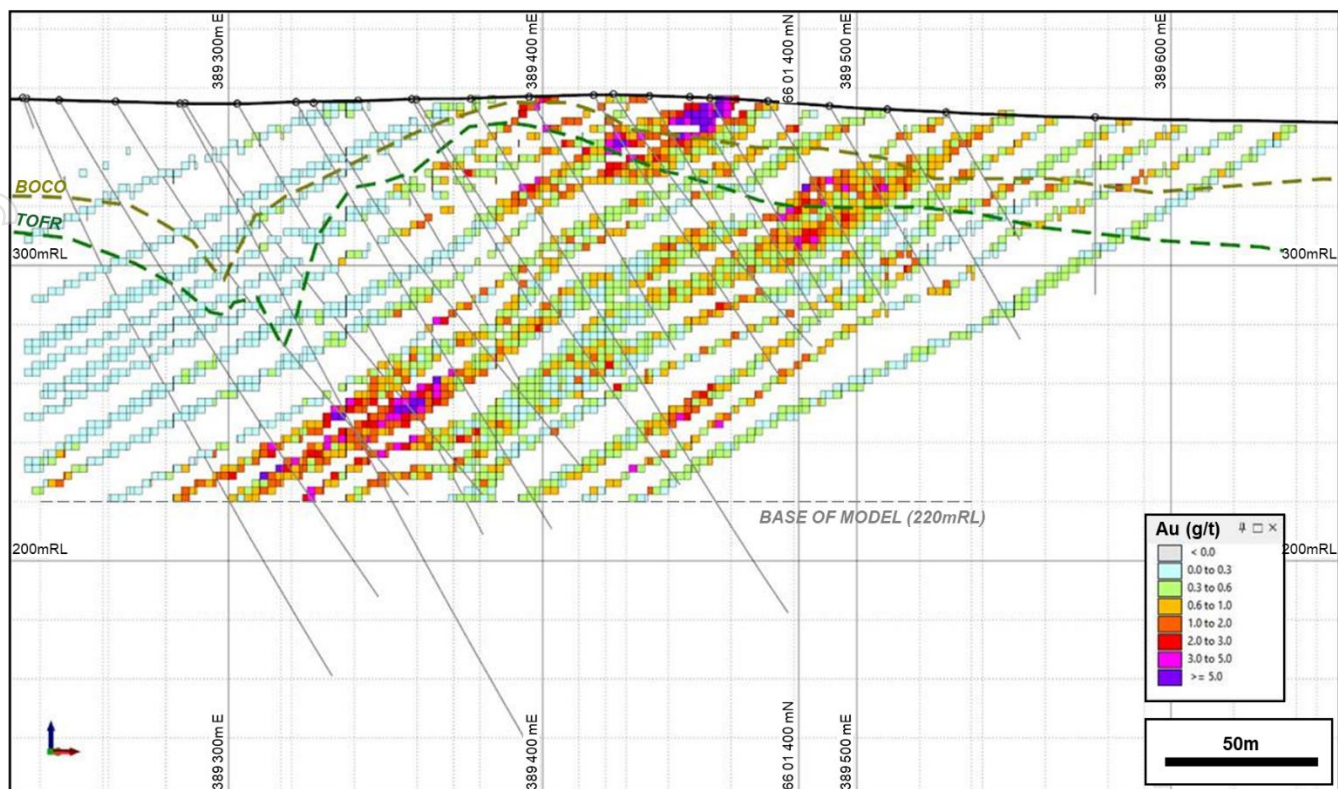 389 300m E
389 400 mE
66 01 400 mN
389 500 mE
389 600 mE
BOCO
TOFR
300mRL
300mRL
BASE OF MODEL (220mRL)
200mRL
200mRL
Au (g/t)
< 0.0
0.0 to 0.3
0.3 to 0.6
0.6 to 1.0
1.0 to 2.0
2.0 to 3.0
3.0 to 5.0
>= 5.0
389 300m E
389 400 mE
66 01 400 mN
389 500 mE
50m